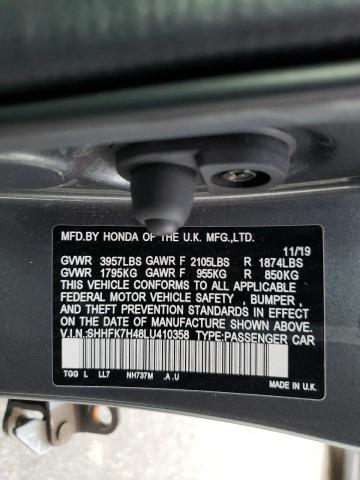 MFD.BY HONDA OF THE U.K. MFG.,LTD.
11/19
GVWR 3957LBS GAWR F 2105LBS R 1874LBS
GVWR 1795KG GAWR F 955KG R 850KG
THIS VEHICLE CONFORMS TO ALL APPLICABLE
FEDERAL MOTOR VEHICLE SAFETY , BUMPER ,
AND THEFT PREVENTION STANDARDS IN EFFECT
ON THE DATE OF MANUFACTURE SHOWN ABOVE.
V.I.N.:SHHFK7H48LU410358 TYPE:PASSENGER CAR
TGG L LL7 NH737M .A .U
MADE IN U.K.